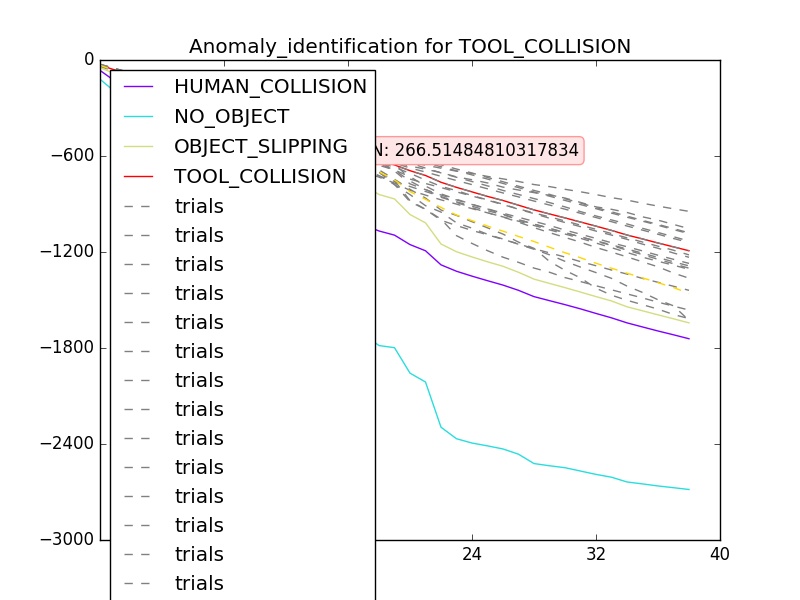 Anomaly_identification for TOOL_COLLISION
0
−600
−1200
−1800
−2400
−3000
HUMAN_COLLISION
NO_OBJECT
OBJECT_SLIPPING
TOOL_COLLISION
trials
trials
trials
trials
trials
trials
trials
trials
trials
trials
trials
trials
trials
trials
N: 266.51484810317834
24
32
40